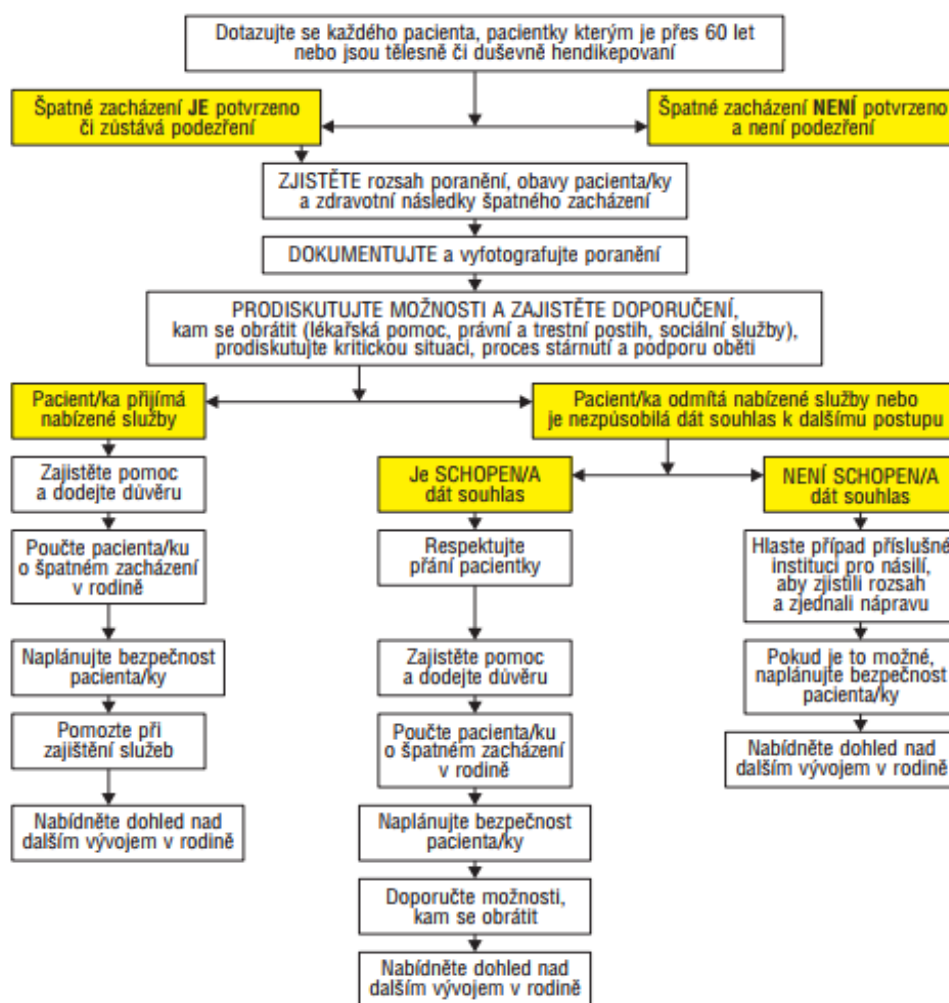 Dotazujte se každého pacienta, pacientky kterým je přes 60 let
nebo jsou tělesně či duševně hendikepovaní
Špatné zacházení JE potvrzeno
či zůstává podezření
Špatné zacházení NENÍ potvrzeno
a není podezření
ZJISTĚTE rozsah poranění, obavy pacienta/ky
a zdravotní následky špatného zacházení
DOKUMENTUJTE a vyfotografujte poranění
PRODISKUTUJTE MOŽNOSTI A ZAJISTĚTE DOPORUČENÍ,
kam se obrátit (lékařská pomoc, právní a trestní postih, sociální služby),
prodiskutujte kritickou situaci, proces stárnutí a podporu oběti
Pacient/ka přijímá
nabízené služby
Pacient/ka odmítá nabízené služby nebo
je nezpůsobilá dát souhlas k dalšímu postupu
Zajistěte pomoc
a dodejte důvěru
Poučte pacienta/ku
o špatném zacházení
v rodině
Naplánujte bezpečnost
pacienta/ky
Pomozte při
zajištění služeb
Nabídněte dohled nad
dalším vývojem v rodině
Je SCHOPEN/A
dát souhlas
Respektujte
přání pacientky
Zajistěte pomoc
a dodejte důvěru
Poučte pacienta/ku
o špatném zacházení
v rodině
Naplánujte bezpečnost
pacienta/ky
Doporučte možnosti,
kam se obrátit
Nabídněte dohled nad
dalším vývojem v rodině
NENÍ SCHOPEN/A
dát souhlas
Hlaste případ příslušné
instituci pro násilí,
aby zjistili rozsah
a zjednali nápravu
Pokud je to možné,
naplánujte bezpečnost
pacienta/ky
Nabídněte dohled nad
dalším vývojem v rodině